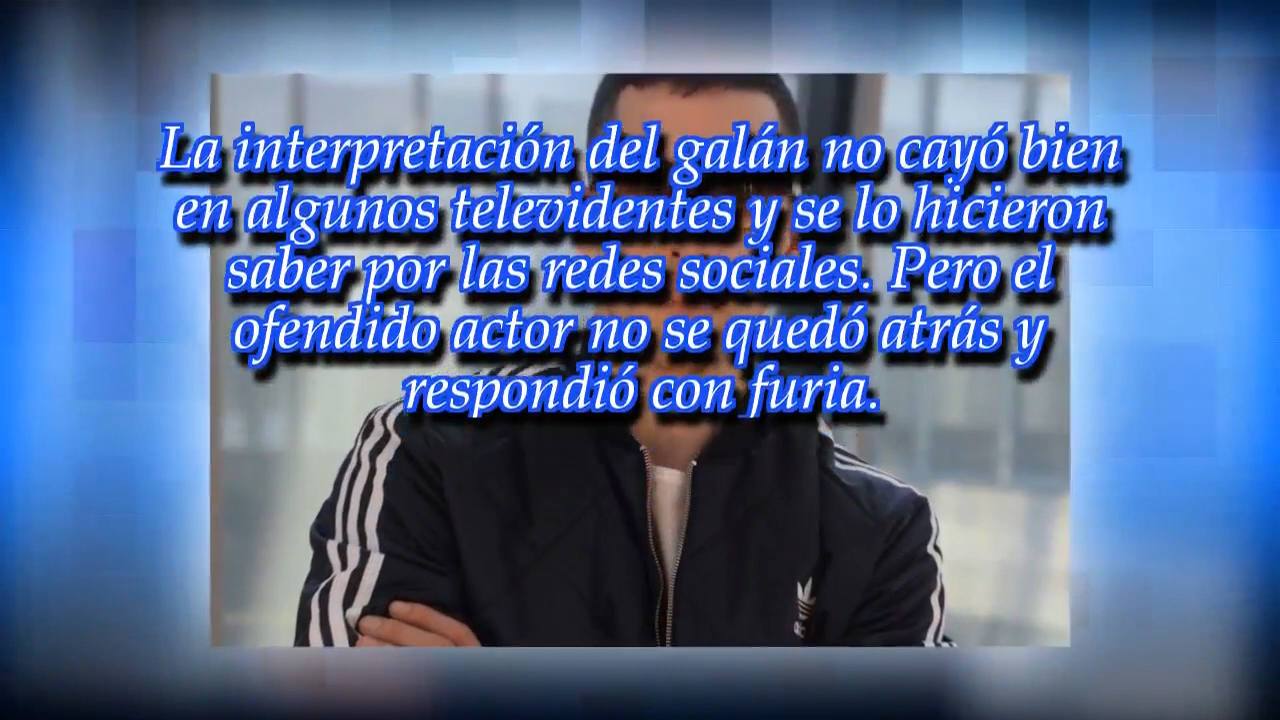 La interpretación del galán no cayó bien
en algunos televidentes y se lo hicieron
saber por las redes sociales. Pero el
ofendido actor no se quedó atrás y
respondió con furia.